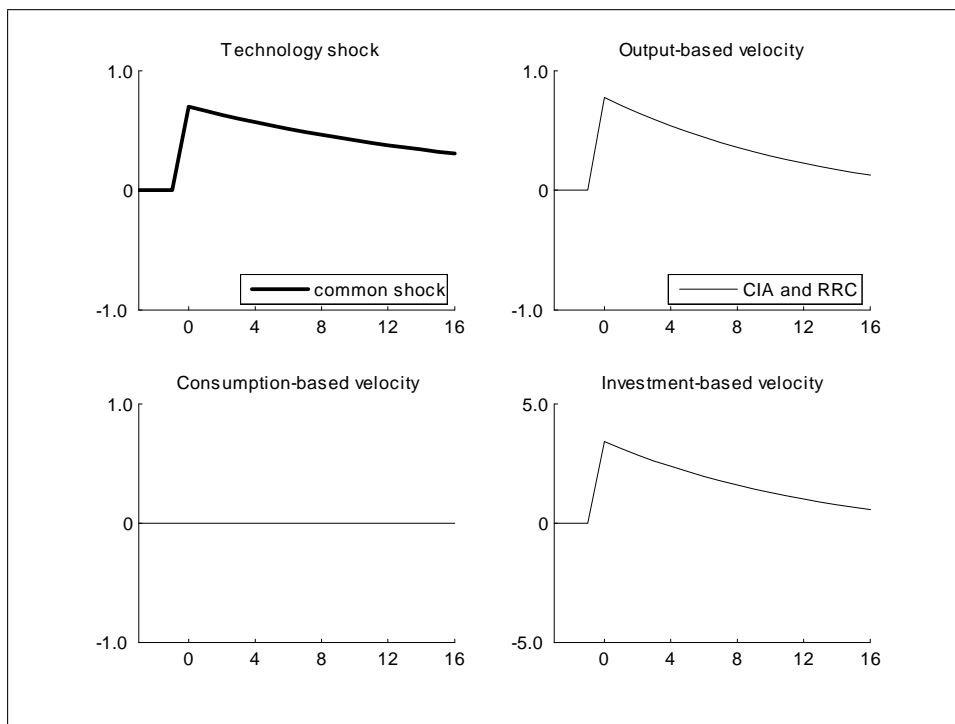 Technology shock
1.0
0
-1.0
common shock
0 4 8 12 16
Output-based velocity
1.0
0
-1.0
CIA and RRC
0 4 8 12 16
Consumption-based velocity
1.0
0
-1.0
0 4 8 12 16
Investment-based velocity
5.0
0
-5.0
0 4 8 12 16